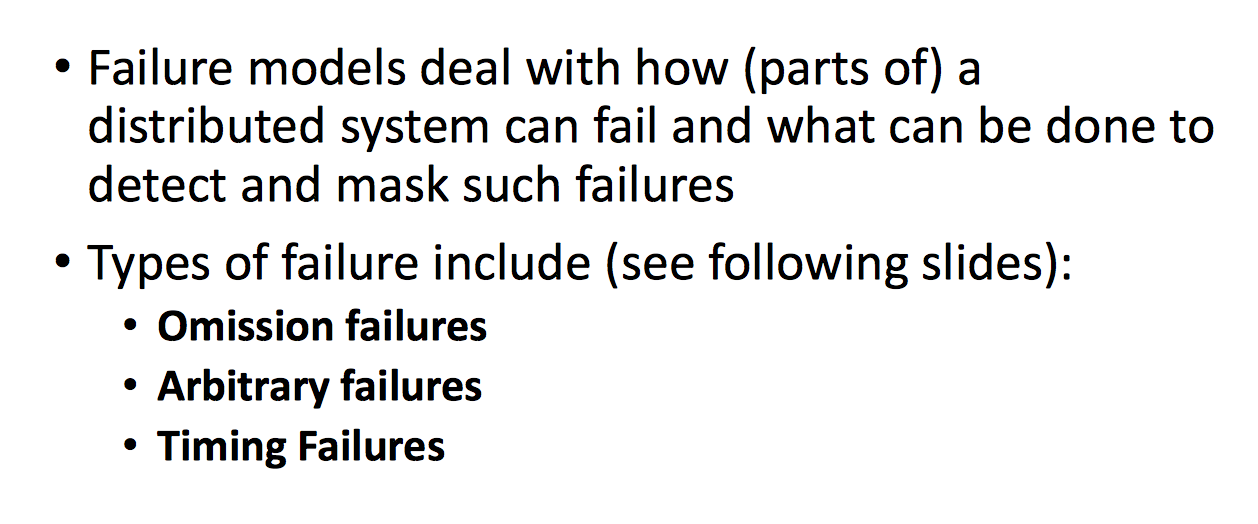 • Failure models deal with how (parts of) a
distributed system can fail and what can be done to
detect and mask such failures
• Types of failure include (see following slides):
• Omission failures
• Arbitrary failures
• Timing Failures